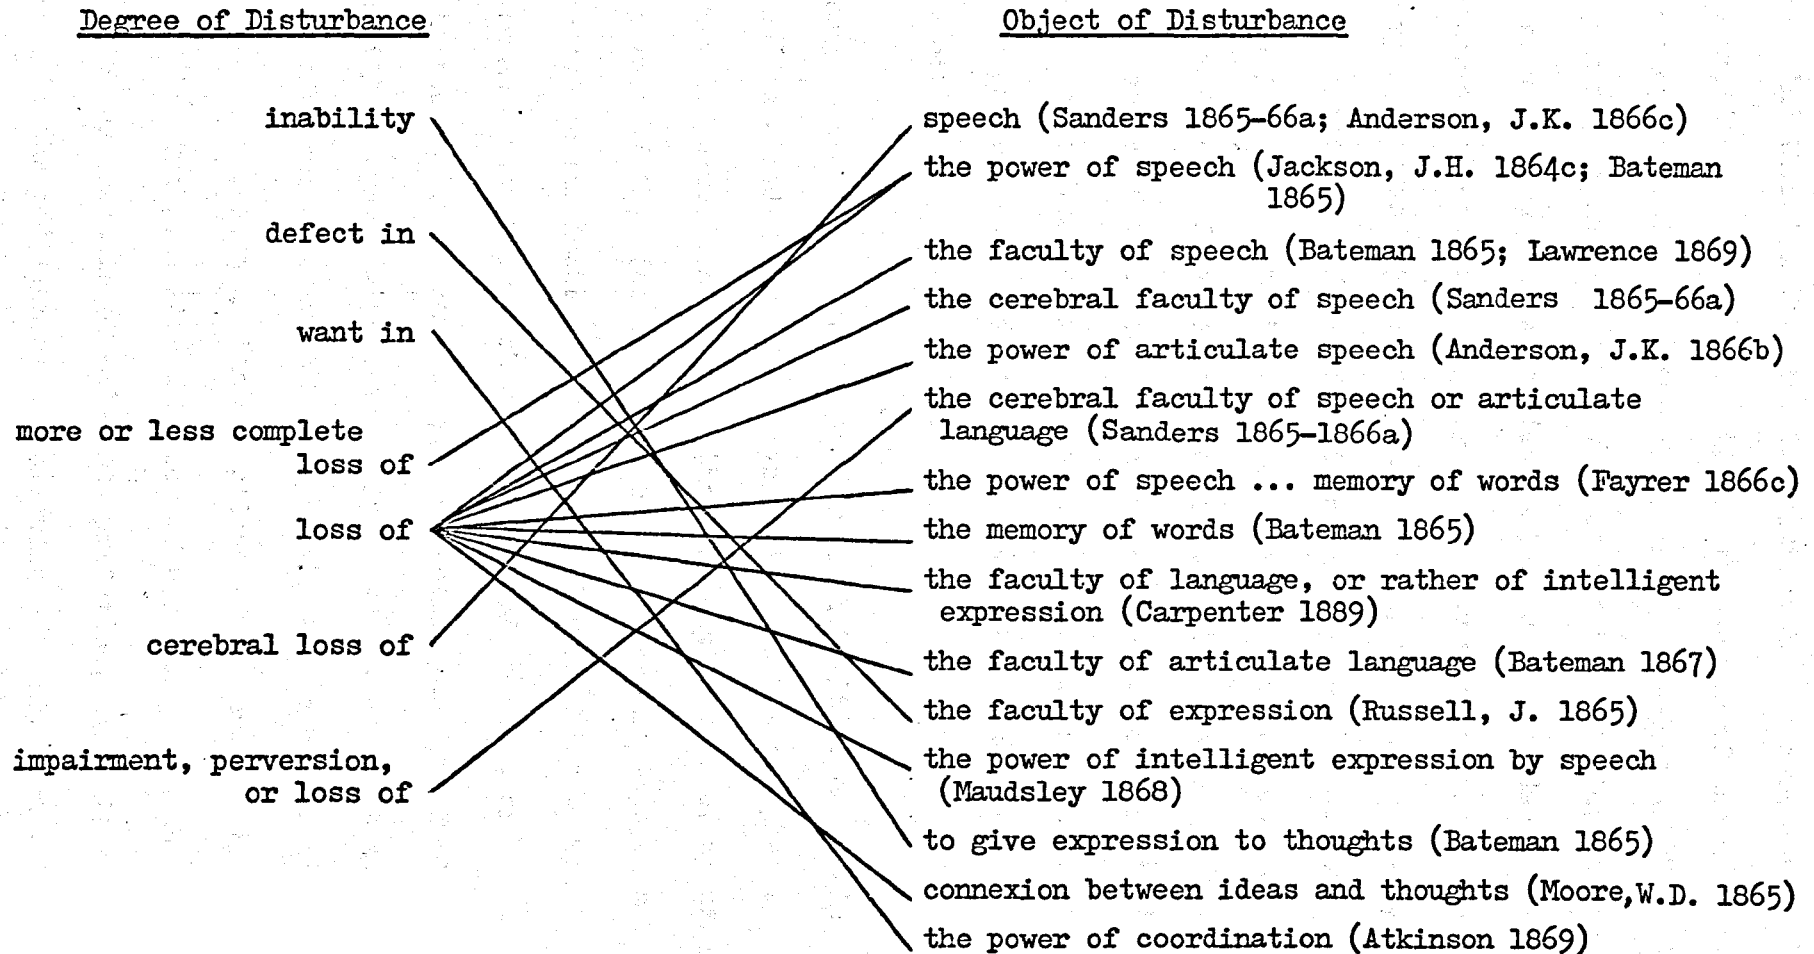 Degree of Disturbance
inability
defect in
want in
more or less complete
loss of
loss of
cerebral loss of
impairment, perversion,
or loss of
Object of Disturbance
speech (Sanders 1865-66a; Anderson, J.K. 1866c)
the power of speech (Jackson, J.H. 1864c; Bateman
1865)
the faculty of speech (Bateman 1865; Lawrence 1869)
the cerebral faculty of speech (Sanders 1865-66a)
the power of articulate speech (Anderson, J.K. 1866b)
the cerebral faculty of speech or articulate
language (Sanders 1865-1866a)
the power of speech ... memory of words (Fayrer 1866c)
the memory of words (Bateman 1865)
the faculty of language, or rather of intelligent
expression (Carpenter 1889)
the faculty of articulate language (Bateman 1867)
the faculty of expression (Russell, J. 1865)
the power of intelligent expression by speech
(Maudsley 1868)
to give expression to thoughts (Bateman 1865)
connexion between ideas and thoughts (Moore,W.D. 1865)
the power of coordination (Atkinson 1869)